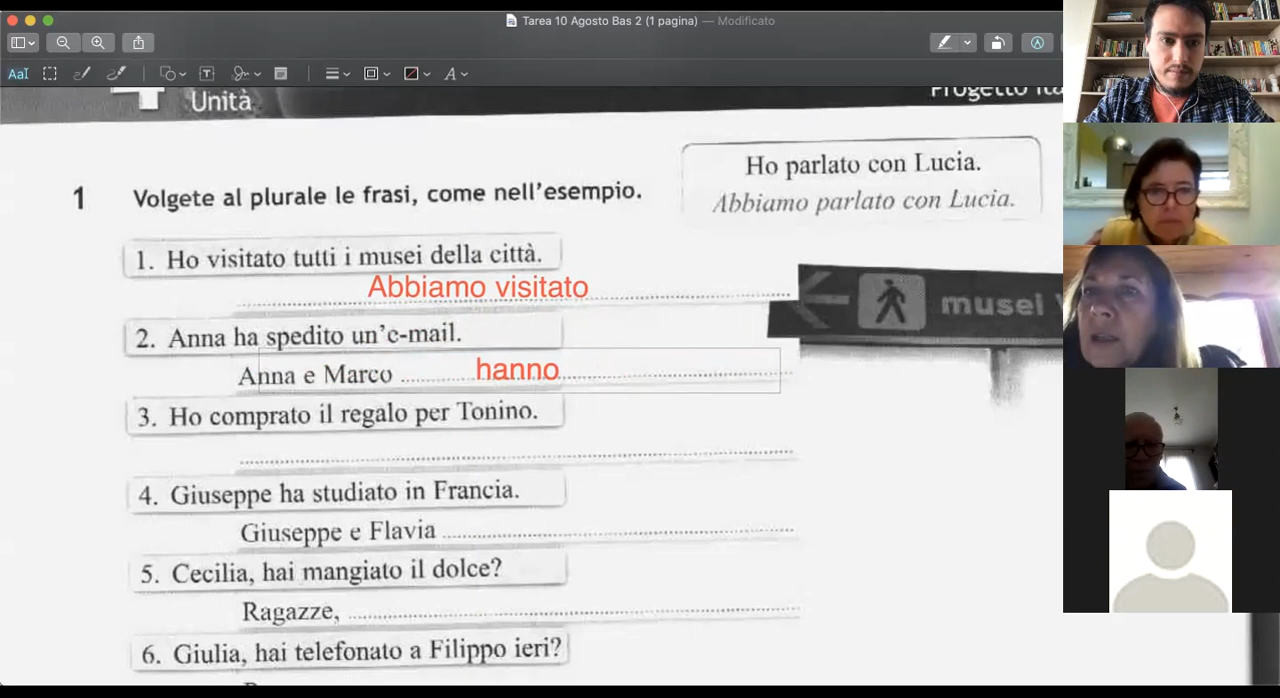 Tarea 10 Agosto Bas 2 (1 pagina) — Modificato
AaI
T
A
Unità
Progetto Ita
Ho parlato con Lucia.
Abbiamo parlato con Lucia.
1 Volgete al plurale le frasi, come nell'esempio.
1. Ho visitato tutti i musei della città.
Abbiamo visitato
2. Anna ha spedito un'e-mail.
Anna e Marco hanno
musei
3. Ho comprato il regalo per Tonino.
4. Giuseppe ha studiato in Francia.
Giuseppe e Flavia
5. Cecilia, hai mangiato il dolce?
Ragazze,
6. Giulia, hai telefonato a Filippo ieri?